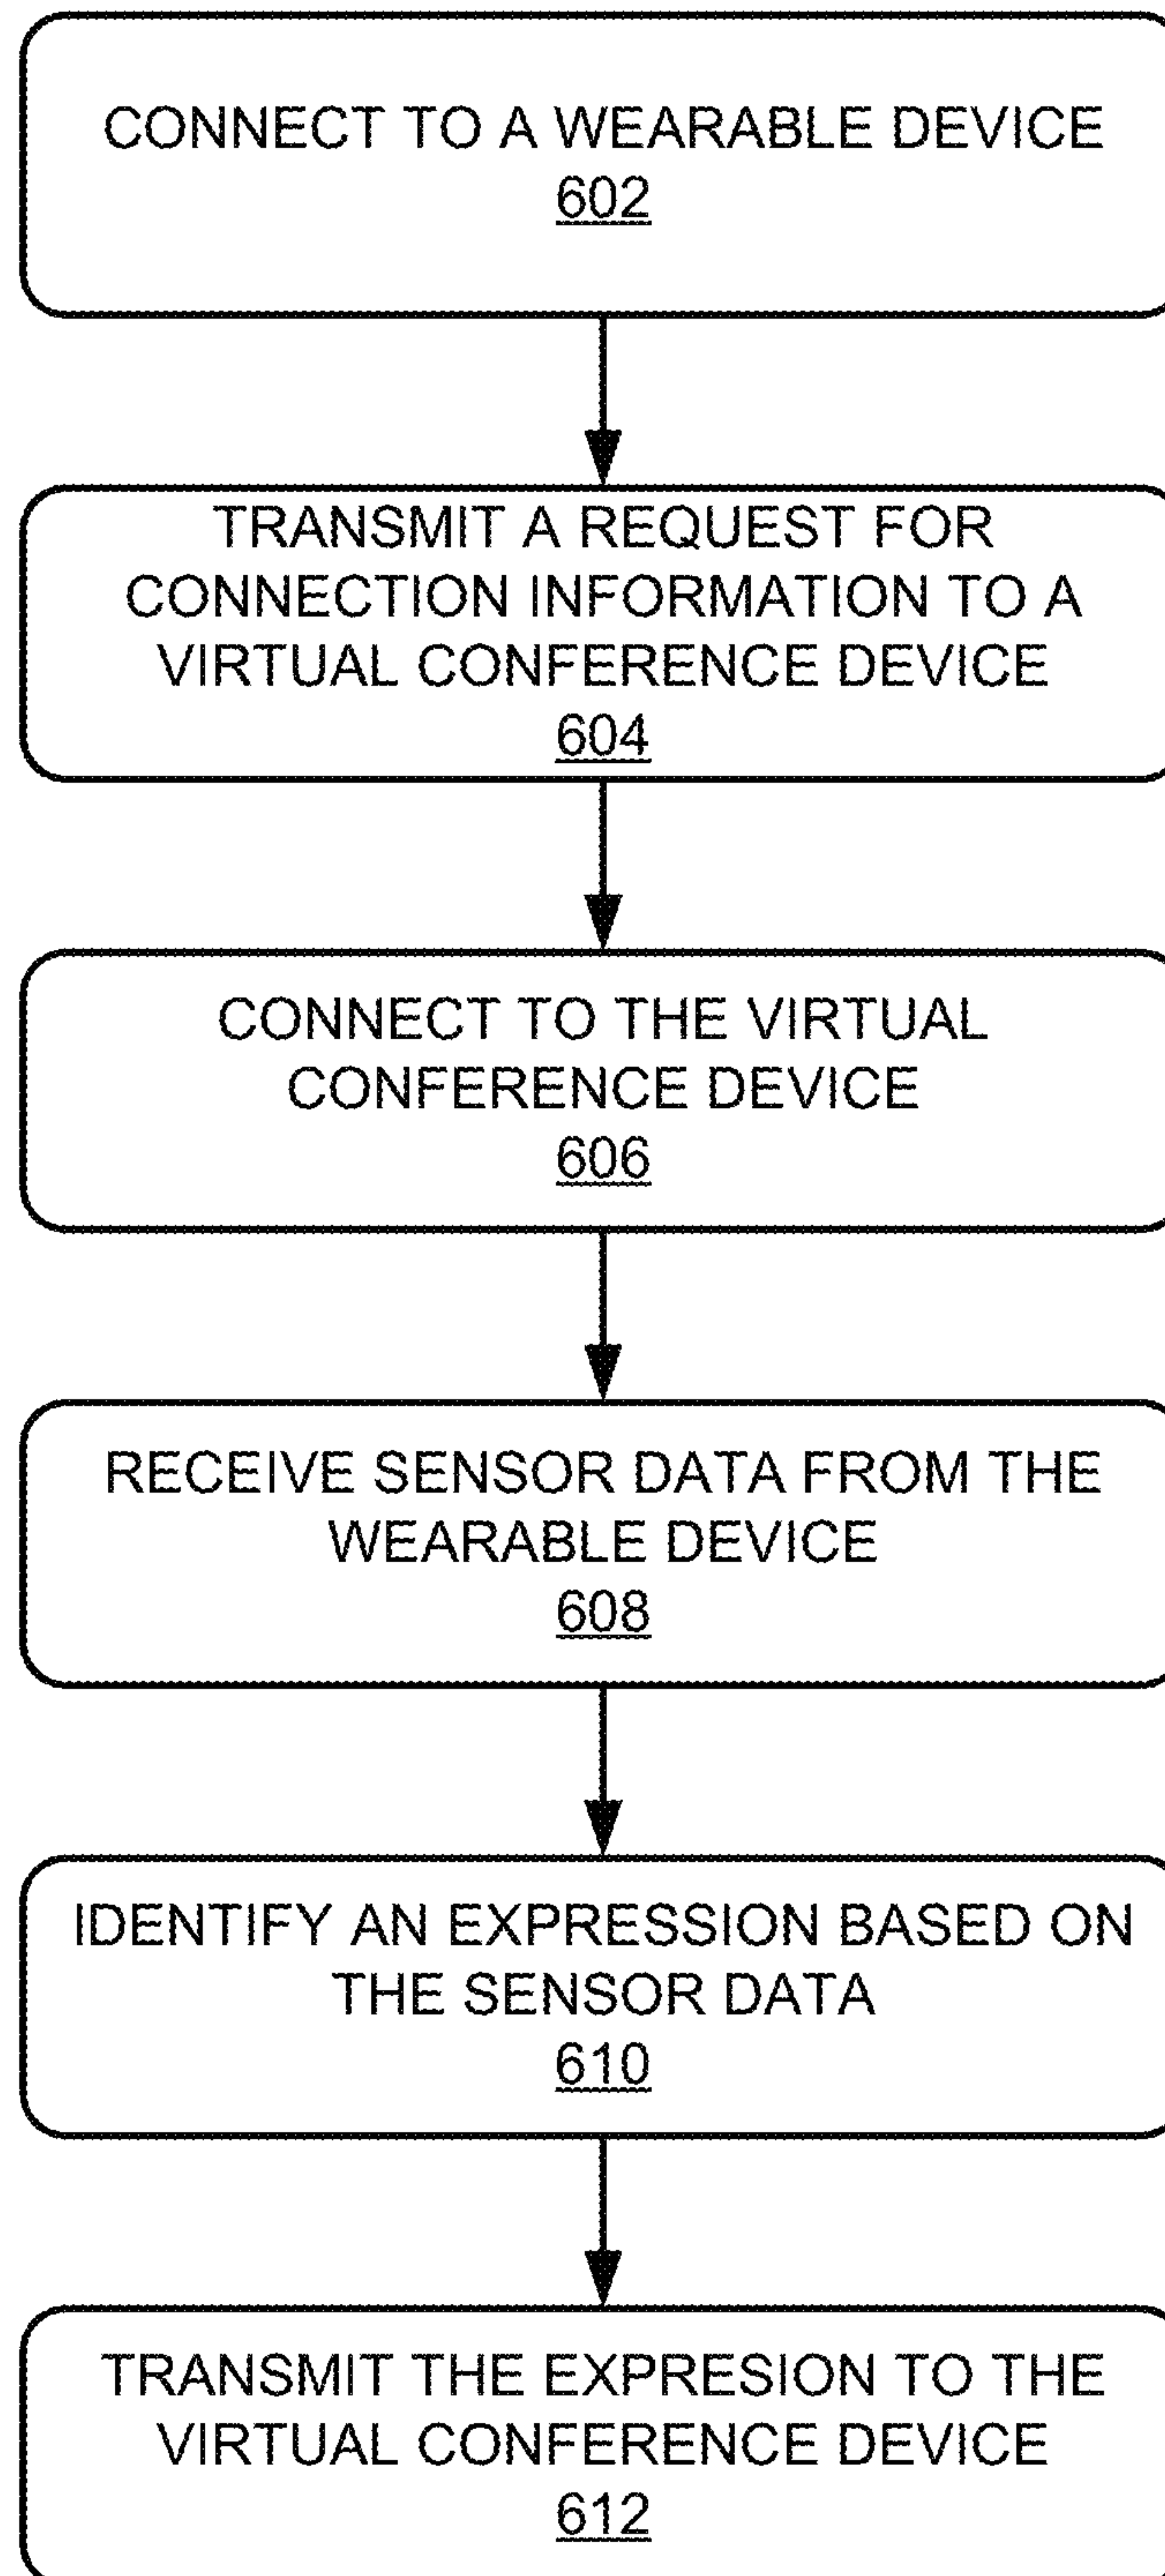 CONNECT TO A WEARABLE DEVICE
602
TRANSMIT A REQUEST FOR
CONNECTION INFORMATION TO A
VIRTUAL CONFERENCE DEVICE
604
CONNECT TO THE VIRTUAL
CONFERENCE DEVICE
606
RECEIVE SENSOR DATA FROM THE
WEARABLE DEVICE
608
IDENTIFY AN EXPRESSION BASED ON
THE SENSOR DATA
610
TRANSMIT THE EXPRESION TO THE
VIRTUAL CONFERENCE DEVICE
612